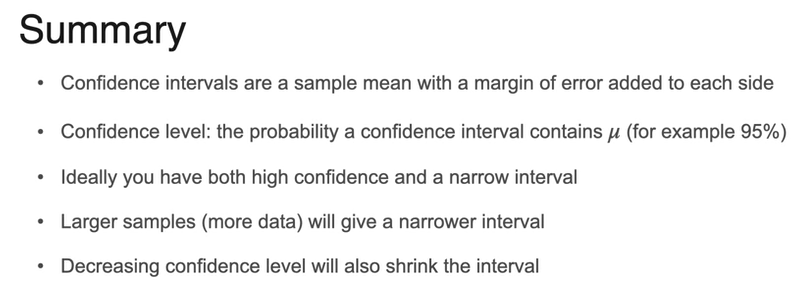 Summary
• Confidence intervals are a sample mean with a margin of error added to each side
• Confidence level: the probability a confidence interval contains μ (for example 95%)
• Ideally you have both high confidence and a narrow interval
• Larger samples (more data) will give a narrower interval
• Decreasing confidence level will also shrink the interval